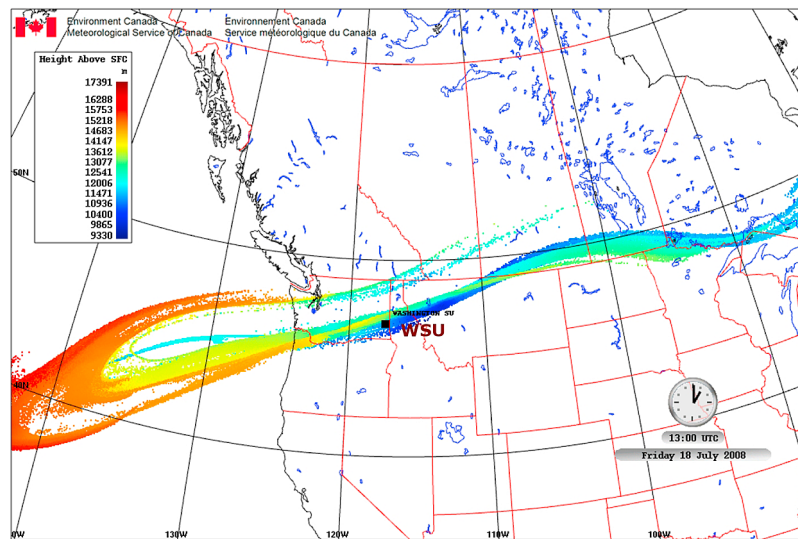 Environment Canada
Meteorological Service of Canada
Environnement Canada
Service météorologique du Canada
Height Above SFC
m
17391
16288
15753
15218
14683
14147
13612
13077
12541
12006
11471
10936
10400
9865
9330
50N
WASHINGTON SU
WSU
40N
13:00 UTC
Friday 18 July 2008
130W
120W
110W
100W